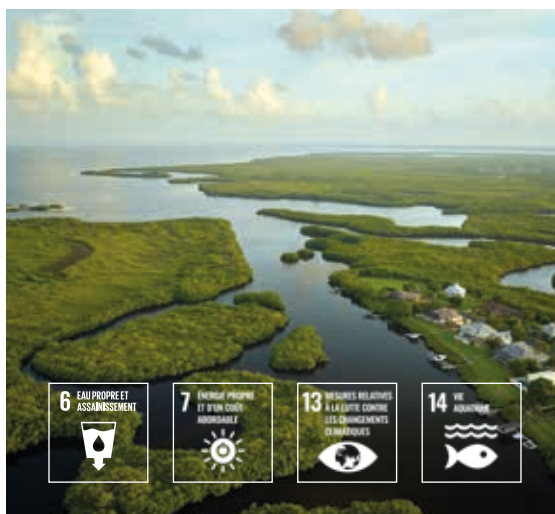 6 EAU PROPRE ET
ASSAINISSEMENT
7 ÉNERGIE PROPRE
ET D'UN COÛT
ABORDABLE
13 MESURES RELATIVES
À LA LUTTE CONTRE
LES CHANGEMENTS
CLIMATIQUES
14 VIE
AQUATIQUE